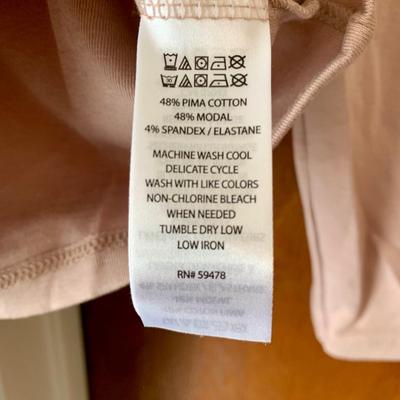 48% PIMA COTTON
48% MODAL
4% SPANDEX / ELASTANE
MACHINE WASH COOL
DELICATE CYCLE
WASH WITH LIKE COLORS
NON-CHLORINE BLEACH
WHEN NEEDED
TUMBLE DRY LOW
LOW IRON
RN# 59478